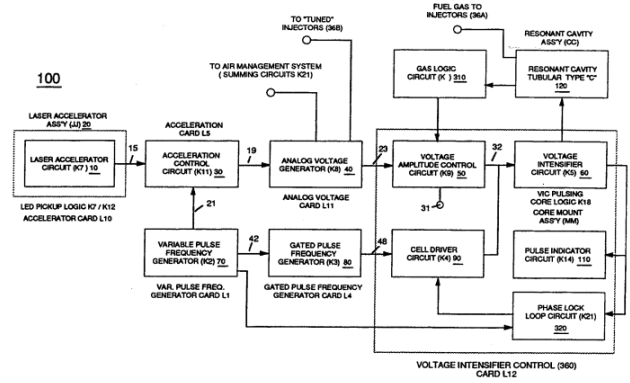 TO "TUNED"
INJECTORS (36B)
FUEL GAS TO
INJECTORS (36A)
TO AIR MANAGEMENT SYSTEM
( SUMMING CIRCUITS K21)
RESONANT CAVITY
ASS'Y (CC)
100
GAS LOGIC
CIRCUIT (K ) 310
RESONANT CAVITY
TUBULAR TYPE "C"
120
LASER ACCELERATOR
ASS'Y (JJ) 20
ACCELERATION
CARD L5
15
19
23
32
LASER ACCELERATOR
CIRCUIT (K7) 10
ACCELERATION
CONTROL
CIRCUIT (K11) 30
ANALOG VOLTAGE
GENERATOR (K8) 40
VOLTAGE
AMPLITUDE CONTROL
CIRCUIT (K9) 50
VOLTAGE
INTENSIFIER
CIRCUIT (K5) 60
LED PICKUP LOGIC K7 / K12
ACCELERATOR CARD L10
21
ANALOG VOLTAGE
CARD L11
31
VIC PULSING
CORE LOGIC K18
CORE MOUNT
ASS'Y (MM)
VARIABLE PULSE
FREQUENCY
GENERATOR (K2) 70
42
GATED PULSE
FREQUENCY
GENERATOR (K3) 80
48
CELL DRIVER
CIRCUIT (K4) 90
PULSE INDICATOR
CIRCUIT (K14) 110
VAR. PULSE FREQ.
GENERATOR CARD L1
GATED PULSE FREQUENCY
GENERATOR CARD L4
PHASE LOCK
LOOP CIRCUIT (K21)
320
VOLTAGE INTENSIFIER CONTROL (360)
CARD L12